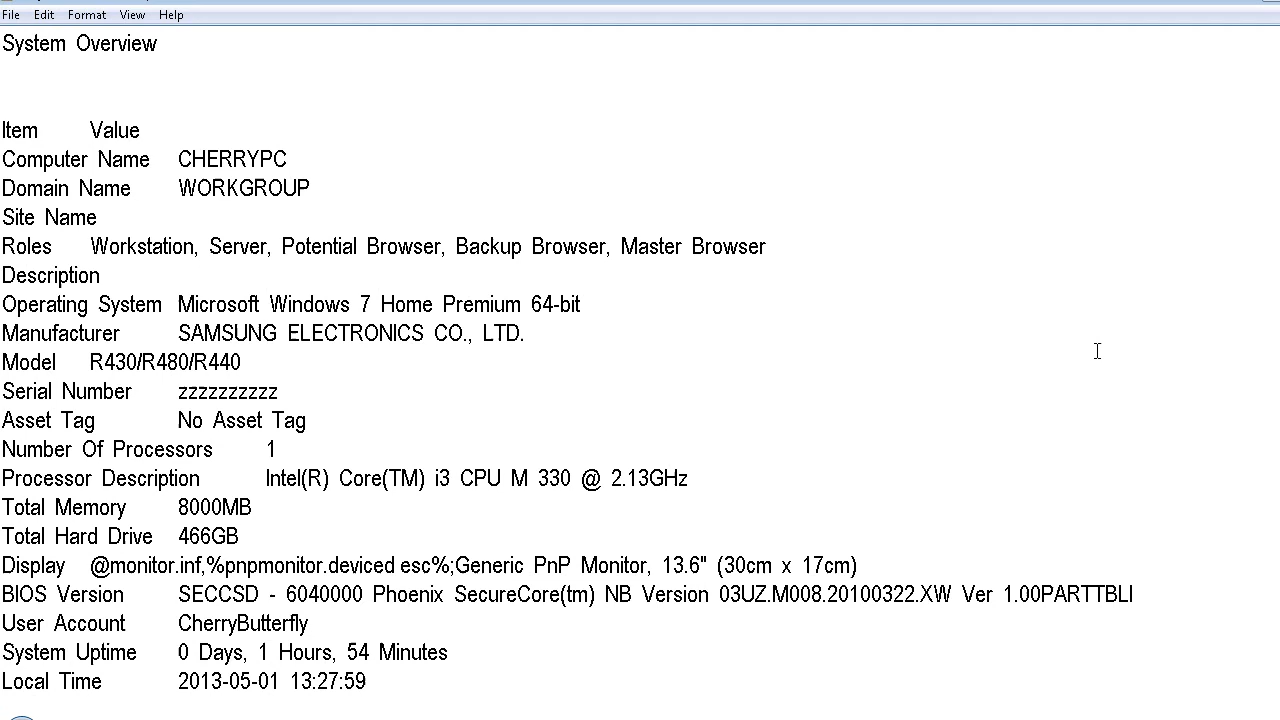 File Edit Format View Help
System Overview
Item Value
Computer Name CHERRYPC
Domain Name WORKGROUP
Site Name
Roles Workstation, Server, Potential Browser, Backup Browser, Master Browser
Description
Operating System Microsoft Windows 7 Home Premium 64-bit
Manufacturer SAMSUNG ELECTRONICS CO., LTD.
Model R430/R480/R440
Serial Number zzzzzzzzzz
Asset Tag No Asset Tag
Number Of Processors 1
Processor Description Intel(R) Core(TM) i3 CPU M 330 @ 2.13GHz
Total Memory 8000MB
Total Hard Drive 466GB
Display @monitor.inf,%pnpmonitor.deviced esc%;Generic PnP Monitor, 13.6" (30cm x 17cm)
BIOS Version SECCSD - 6040000 Phoenix SecureCore(tm) NB Version 03UZ.M008.20100322.XW Ver 1.00PARTTBLI
User Account CherryButterfly
System Uptime 0 Days, 1 Hours, 54 Minutes
Local Time 2013-05-01 13:27:59